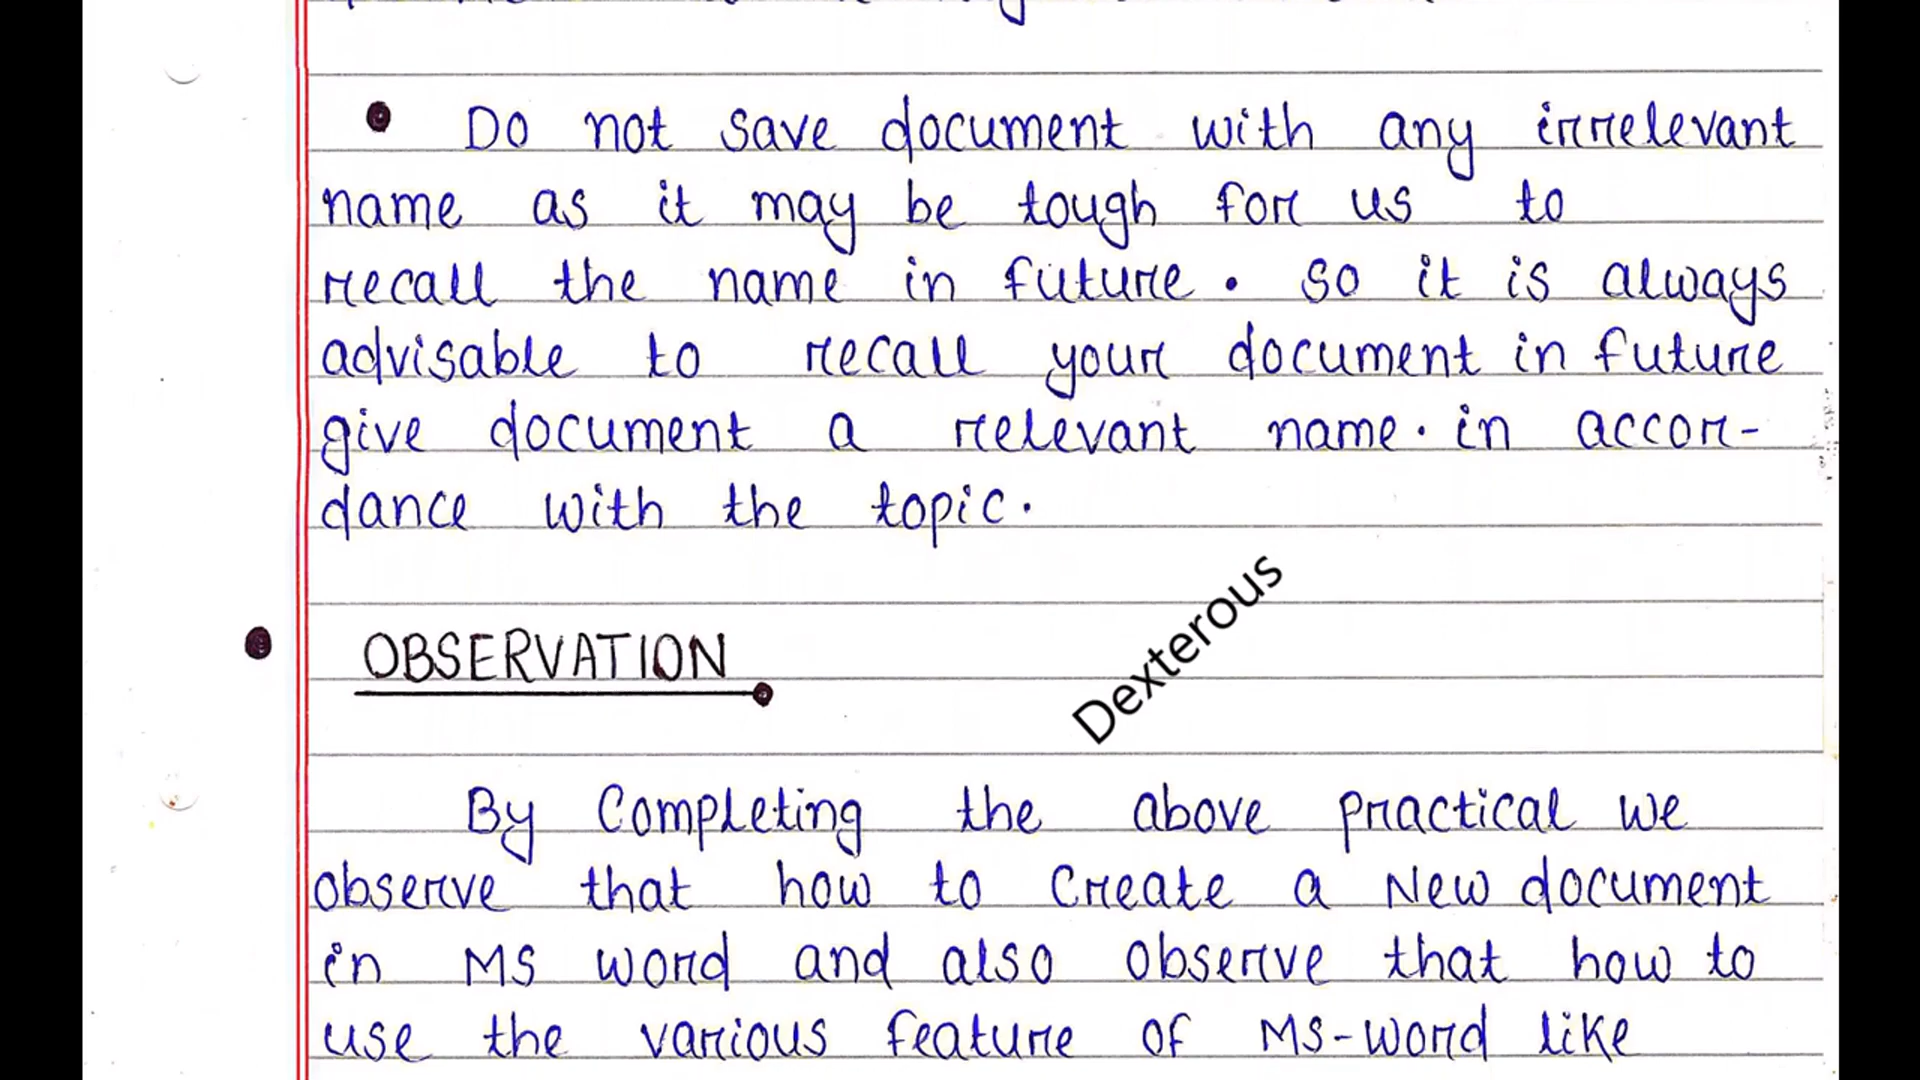 • Do not save document with any irrelevant
name as it may be tough for us to
recall the name in future. so it is always
advisable to recall your document in future
give document a relevant name. in accor-
dance with the topic.
Dexterous
• OBSERVATION
By Completing the above practical we
observe that how to Create a New document
in MS word and also observe that how to
use the various feature of MS-word like